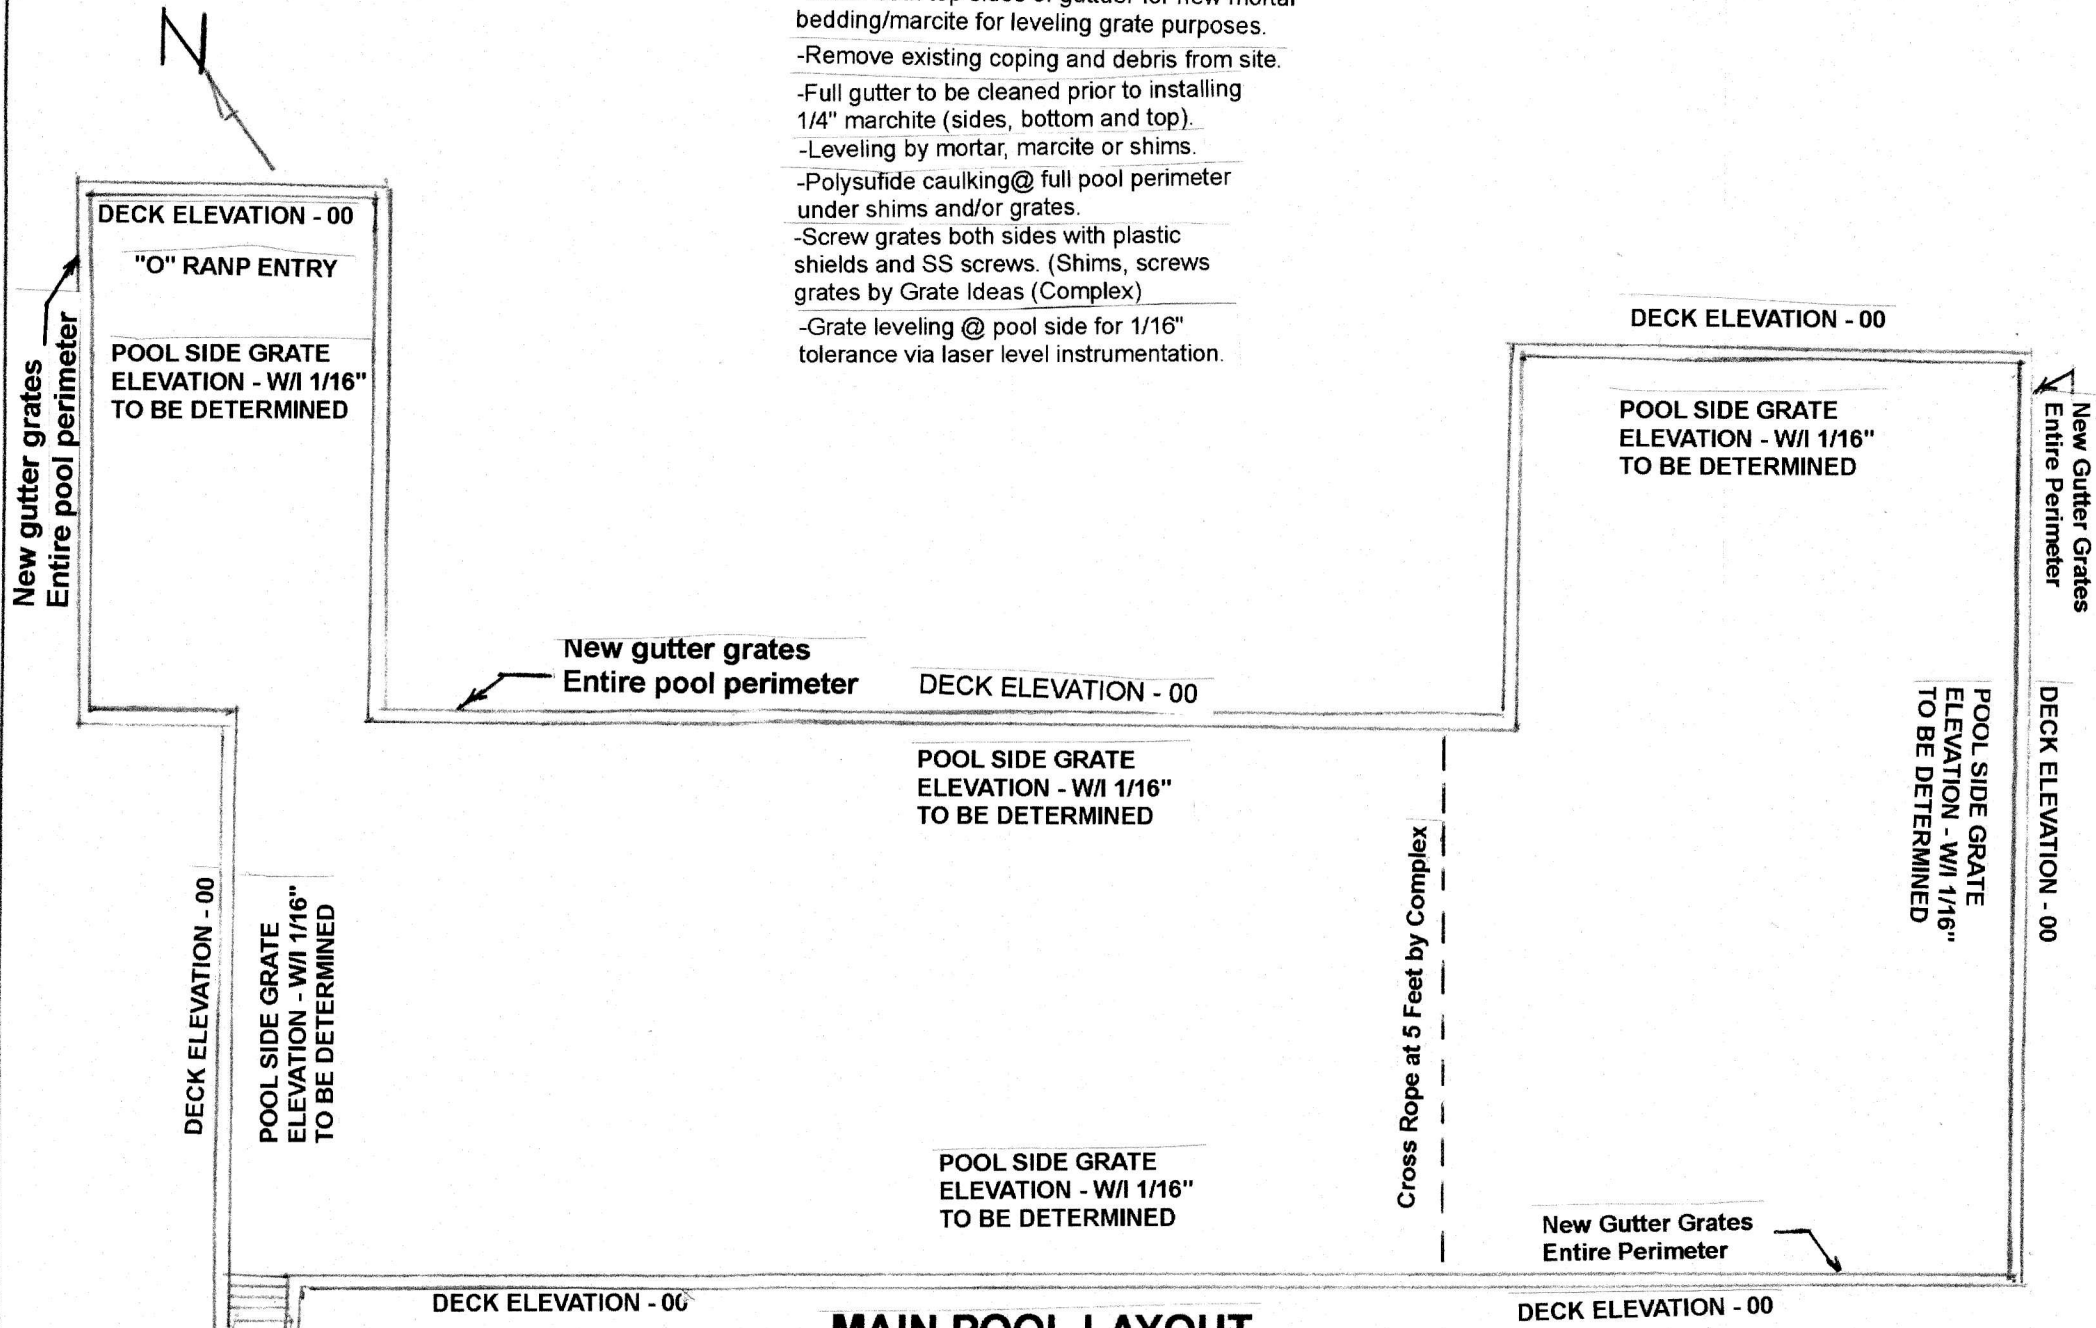 N
bedding/marcite for leveling grate purposes.
-Remove existing coping and debris from site.
-Full gutter to be cleaned prior to installing
1/4" marchite (sides, bottom and top).
-Leveling by mortar, marcite or shims.
-Polysufide caulking@ full pool perimeter
under shims and/or grates.
-Screw grates both sides with plastic
shields and SS screws. (Shims, screws
grates by Grate Ideas (Complex)
-Grate leveling @ pool side for 1/16"
tolerance via laser level instrumentation.
DECK ELEVATION - 00
"O" RANP ENTRY
POOL SIDE GRATE
ELEVATION - W/I 1/16"
TO BE DETERMINED
New gutter grates
Entire pool perimeter
DECK ELEVATION - 00
POOL SIDE GRATE
ELEVATION - W/I 1/16"
TO BE DETERMINED
New Gutter Grates
Entire Perimeter
New gutter grates
Entire pool perimeter
DECK ELEVATION - 00
POOL SIDE GRATE
ELEVATION - W/I 1/16"
TO BE DETERMINED
POOL SIDE GRATE
ELEVATION - W/I 1/16"
TO BE DETERMINED
DECK ELEVATION - 00
DECK ELEVATION - 00
POOL SIDE GRATE
ELEVATION - W/I 1/16"
TO BE DETERMINED
Cross Rope at 5 Feet by Complex
POOL SIDE GRATE
ELEVATION - W/I 1/16"
TO BE DETERMINED
New Gutter Grates
Entire Perimeter
DECK ELEVATION - 00
MAIN POOL LAYOUT
DECK ELEVATION - 00